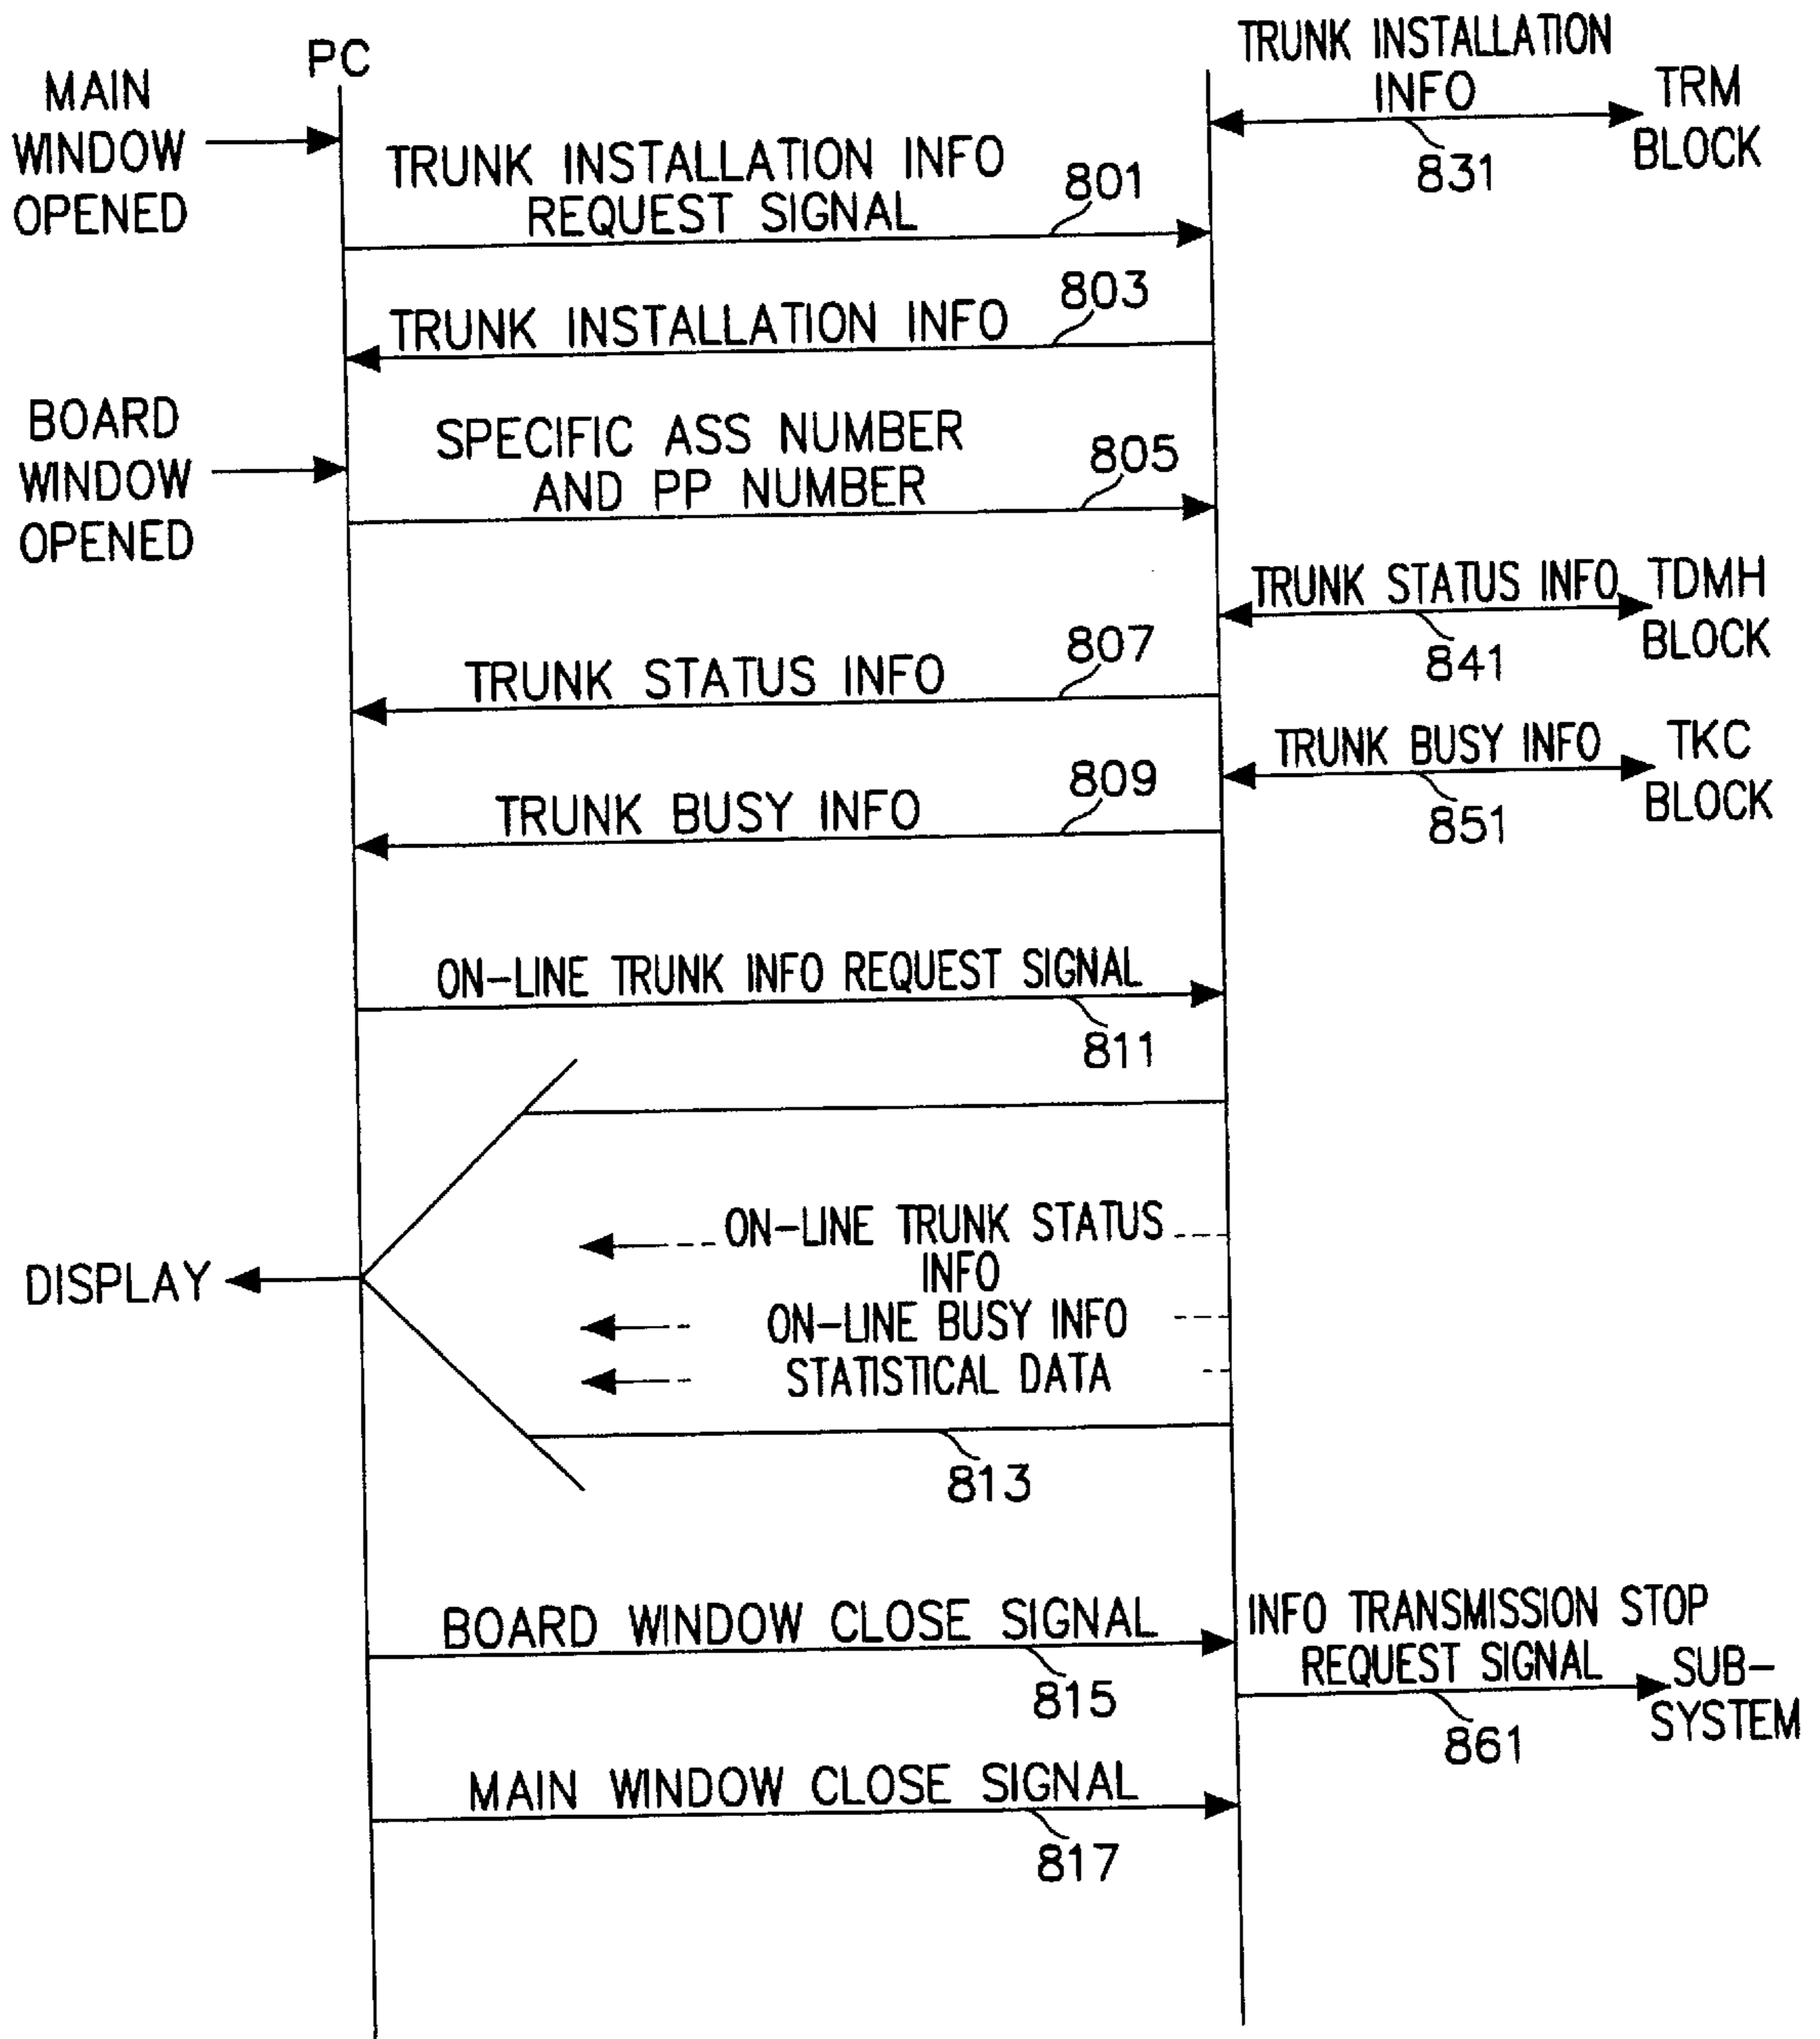 PC
TRUNK INSTALLATION
INFO
831
TRM
BLOCK
MAIN
WINDOW
OPENED
TRUNK INSTALLATION INFO
REQUEST SIGNAL
801
TRUNK INSTALLATION INFO
803
BOARD
WINDOW
OPENED
SPECIFIC ASS NUMBER
AND PP NUMBER
805
TRUNK STATUS INFO
841
TDMH
BLOCK
TRUNK STATUS INFO
807
TRUNK BUSY INFO
851
TKC
BLOCK
TRUNK BUSY INFO
809
ON-LINE TRUNK INFO REQUEST SIGNAL
811
DISPLAY
ON-LINE TRUNK STATUS
INFO
ON-LINE BUSY INFO
STATISTICAL DATA
813
BOARD WINDOW CLOSE SIGNAL
815
INFO TRANSMISSION STOP
REQUEST SIGNAL
861
SUB-
SYSTEM
MAIN WINDOW CLOSE SIGNAL
817